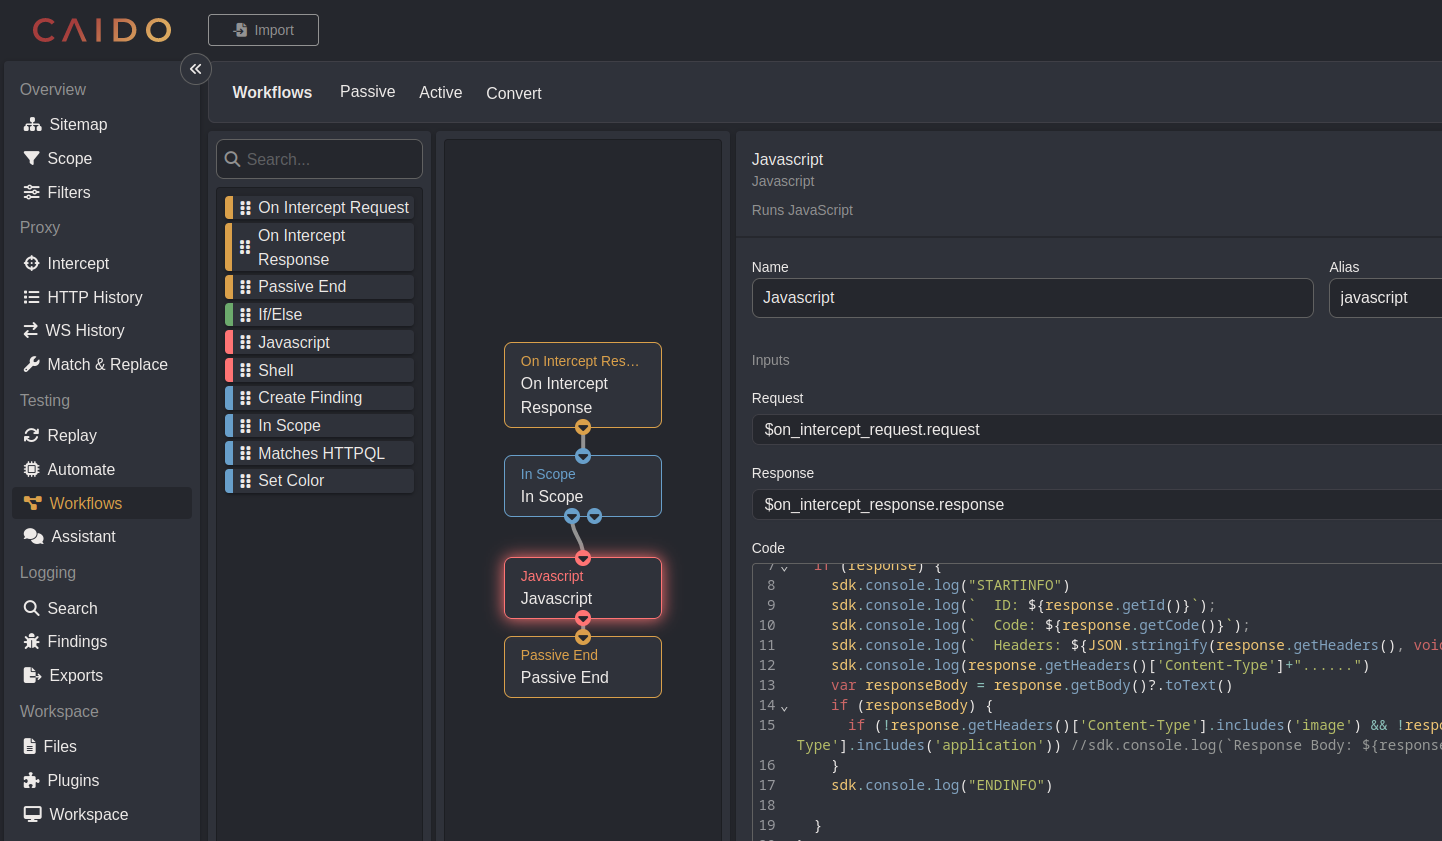 CAIDO
Import
Overview
Sitemap
Scope
Filters
Proxy
Intercept
HTTP History
WS History
Match & Replace
Testing
Replay
Automate
Workflows
Assistant
Logging
Search
Findings
Exports
Workspace
Files
Plugins
Workspace
Workflows Passive Active Convert
Search...
On Intercept Request
On Intercept
Response
Passive End
If/Else
Javascript
Shell
Create Finding
In Scope
Matches HTTPQL
Set Color
On Intercept Res…
On Intercept
Response
In Scope
In Scope
Javascript
Javascript
Passive End
Passive End
Javascript
Javascript
Runs JavaScript
Name Alias
Javascript javascript
Inputs
Request
$on_intercept_request.request
Response
$on_intercept_response.response
Code
7 if (response) {
8 sdk.console.log("STARTINFO")
9 sdk.console.log(`  ID: ${response.getId()}`);
10 sdk.console.log(`  Code: ${response.getCode()}`);
11 sdk.console.log(`  Headers: ${JSON.stringify(response.getHeaders(), void
12 sdk.console.log(response.getHeaders()['Content-Type']+"......")
13 var responseBody = response.getBody()?.toText()
14 if (responseBody) {
15 if (!response.getHeaders()['Content-Type'].includes('image') && !respo
Type'].includes('application')) //sdk.console.log(`Response Body: ${response
16 }
17 sdk.console.log("ENDINFO")
18
19 }